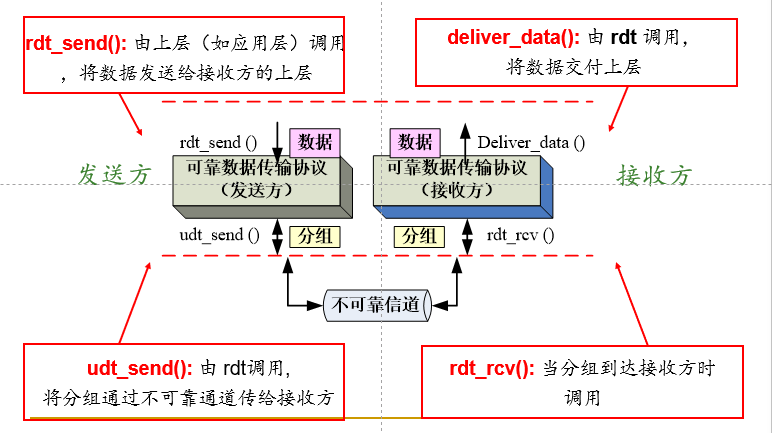 rdt_send(): 由上层（如应用层）调用
，将数据发送给接收方的上层
deliver_data(): 由 rdt 调用，
将数据交付上层
rdt_send ()
数据
数据
Deliver_data ()
发送方
可靠数据传输协议
（发送方）
可靠数据传输协议
（接收方）
接收方
udt_send ()
分组
分组
rdt_rcv ()
不可靠信道
udt_send(): 由 rdt调用，
将分组通过不可靠通道传给接收方
rdt_rcv(): 当分组到达接收方时
调用